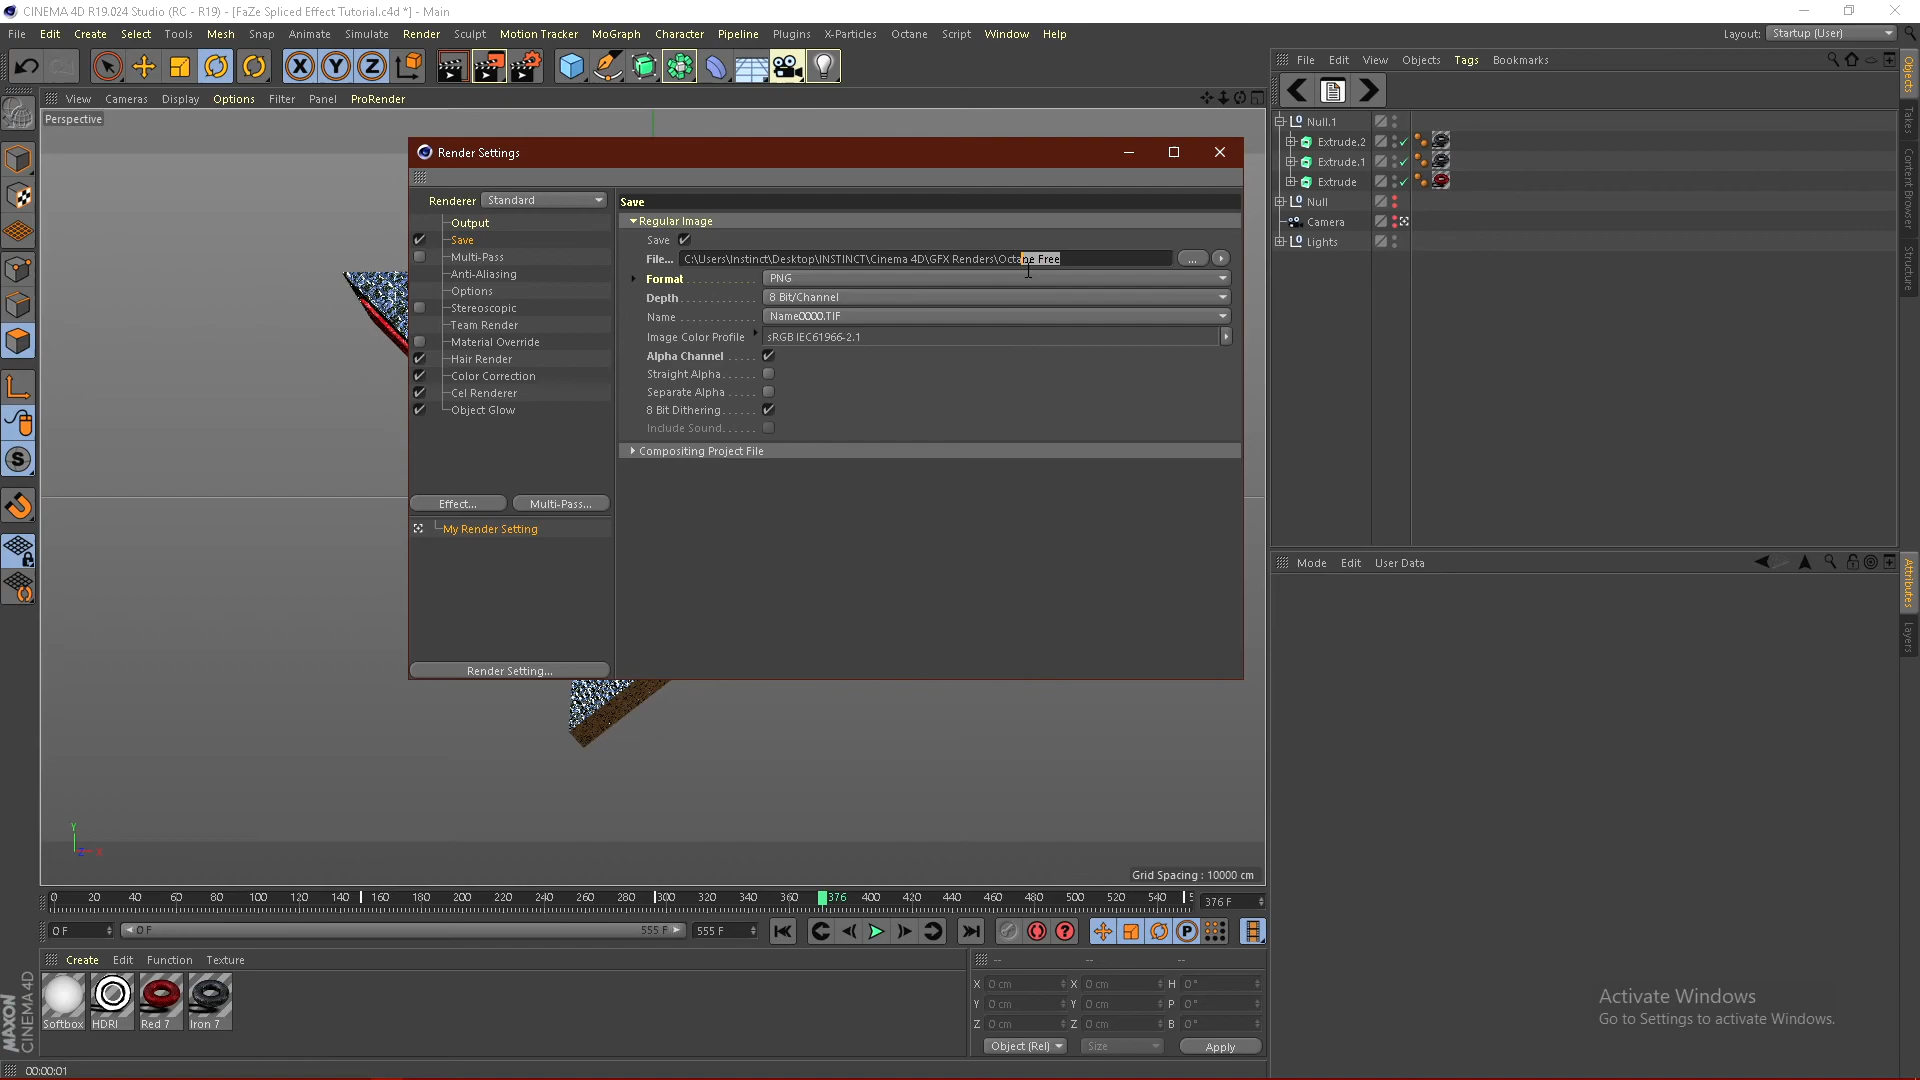 CINEMA 4D R19.024 Studio (RC - R19) - [FaZe Spliced Effect Tutorial.c4d *] - Main
File Edit Create Select Tools Mesh Snap Animate Simulate Render Sculpt Motion Tracker MoGraph Character Pipeline Plugins X-Particles Octane Script Window Help
Layout: Startup (User)
File Edit View Objects Tags Bookmarks
View Cameras Display Options Filter Panel ProRender
Perspective
Null.1
Extrude.2
Extrude.1
Extrude
Null
Camera
Lights
Objects
Takes
Content Browser
Structure
Render Settings
Renderer Standard
Output
Save
Multi-Pass
Anti-Aliasing
Options
Stereoscopic
Team Render
Material Override
Hair Render
Color Correction
Cel Renderer
Object Glow
Effect... Multi-Pass...
My Render Setting
Render Setting...
Save
Regular Image
Save
File... C:\Users\Instinct\Desktop\INSTINCT\Cinema 4D\GFX Renders\Octane Free ...
Format PNG
Depth 8 Bit/Channel
Name Name0000.TIF
Image Color Profile sRGB IEC61966-2.1
Alpha Channel
Straight Alpha
Separate Alpha
8 Bit Dithering
Include Sound
Compositing Project File
Mode Edit User Data
Attributes
Layers
Y
Z X
Grid Spacing : 10000 cm
0 20 40 60 80 100 120 140 160 180 200 220 240 260 280 300 320 340 360 376 400 420 440 460 480 500 520 540 5
376 F
0 F 0 F 555 F 555 F
Create Edit Function Texture
Softbox HDRI Red 7 Iron 7
-- -- --
X 0 cm X 0 cm H 0°
Y 0 cm Y 0 cm P 0°
Z 0 cm Z 0 cm B 0°
Object (Rel) Size Apply
MAXON
CINEMA 4D
Activate Windows
Go to Settings to activate Windows.
00:00:01